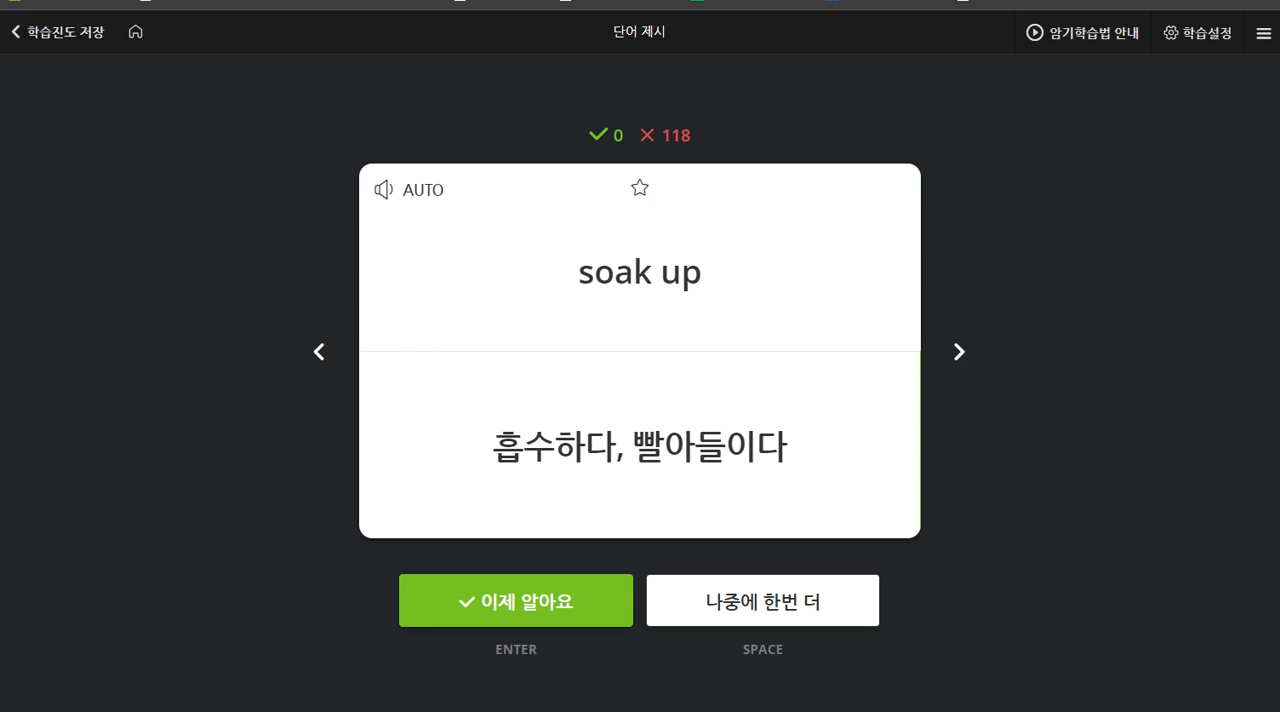 학습진도 저장
단어 제시
암기학습법 안내
학습설정
0 118
AUTO
soak up
흡수하다, 빨아들이다
이제 알아요
나중에 한번 더
ENTER
SPACE